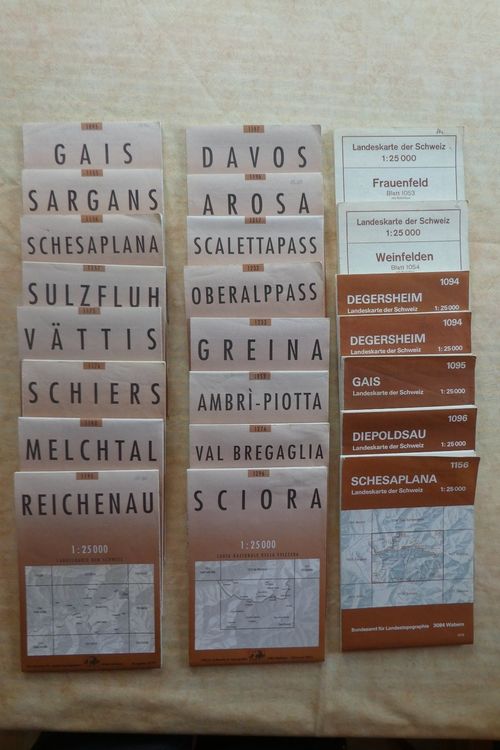 GAIS
SARGANS
SCHESAPLANA
SULZFLUH
VÄTTIS
SCHIERS
MELCHTAL
REICHENAU
1:25000
LANDESKARTE DER SCHWEIZ
DAVOS
AROSA
SCALETTAPASS
OBERALPPASS
GREINA
AMBRÌ-PIOTTA
VAL BREGAGLIA
SCIORA
1:25000
CARTA NAZIONALE DELLA SVIZZERA
Landeskarte der Schweiz
1:25 000
Frauenfeld
Blatt 1053
Landeskarte der Schweiz
1:25 000
Weinfelden
Blatt 1054
1094
DEGERSHEIM
Landeskarte der Schweiz 1:25 000
1094
DEGERSHEIM
Landeskarte der Schweiz 1:25 000
1095
GAIS
Landeskarte der Schweiz 1:25 000
1096
DIEPOLDSAU
Landeskarte der Schweiz 1:25 000
1156
SCHESAPLANA
Landeskarte der Schweiz 1:25 000
Bundesamt für Landestopographie 3084 Wabern